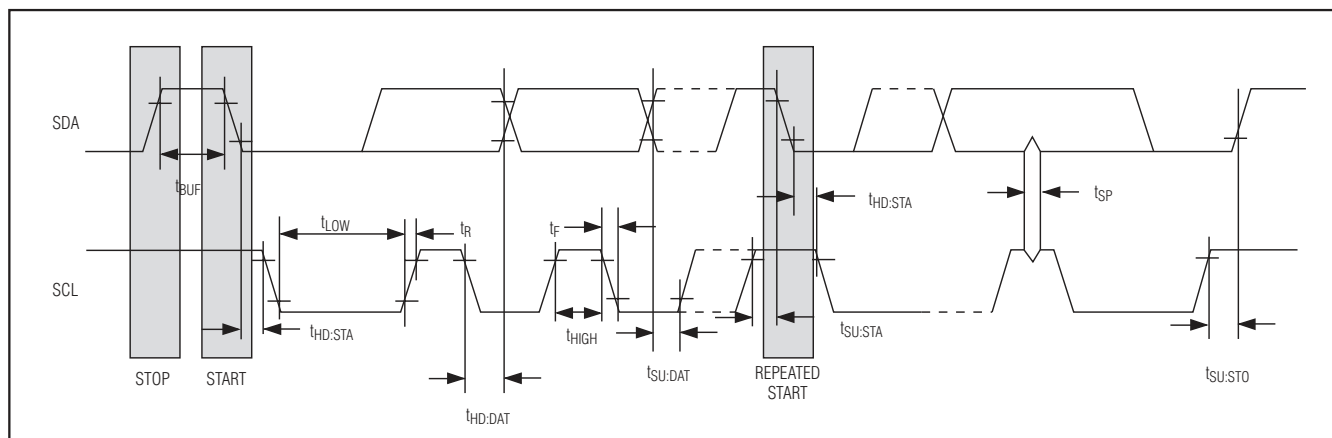 SDA
tBUF
tHD:STA
tSP
tLOW
tR
tF
SCL
tHD:STA
tHIGH
tSU:STA
tSU:DAT
tSU:STO
STOP
START
REPEATED
START
tHD:DAT